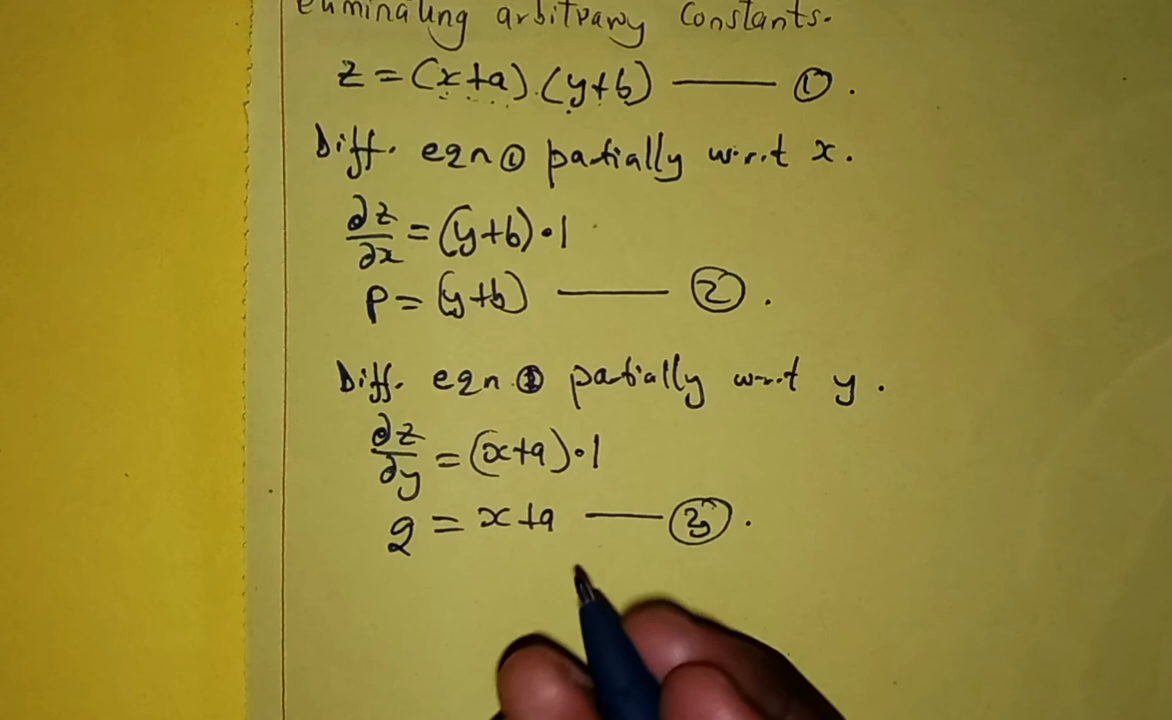 eliminating arbitrary constants.
z = (x+a).(y+b) —— ① .
Diff. eqn ① partially w.r.t x.
∂z/∂x = (y+b)·1
p = (y+b) —— ② .
Diff. eqn ① partially w.r.t y .
∂z/∂y = (x+a)·1
q = x+a —— ③ .